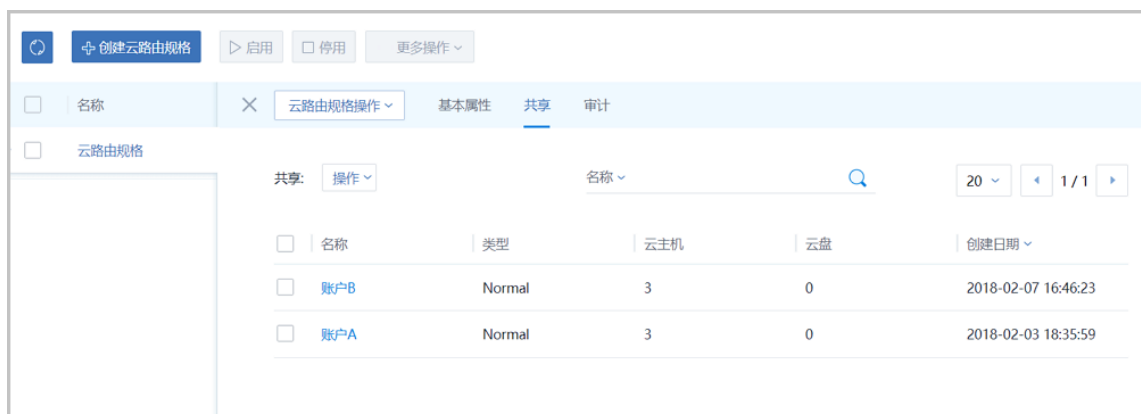 创建云路由规格 启用 停用 更多操作
名称 云路由规格操作 基本属性 共享 审计
云路由规格
共享: 操作 名称 20 1 / 1
名称 类型 云主机 云盘 创建日期
账户B Normal 3 0 2018-02-07 16:46:23
账户A Normal 3 0 2018-02-03 18:35:59